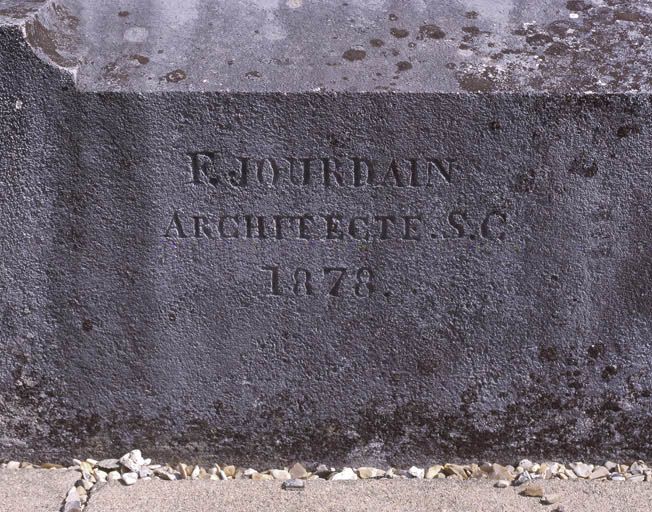 F. JOURDAIN
ARCHITECTE. S. C
1878.